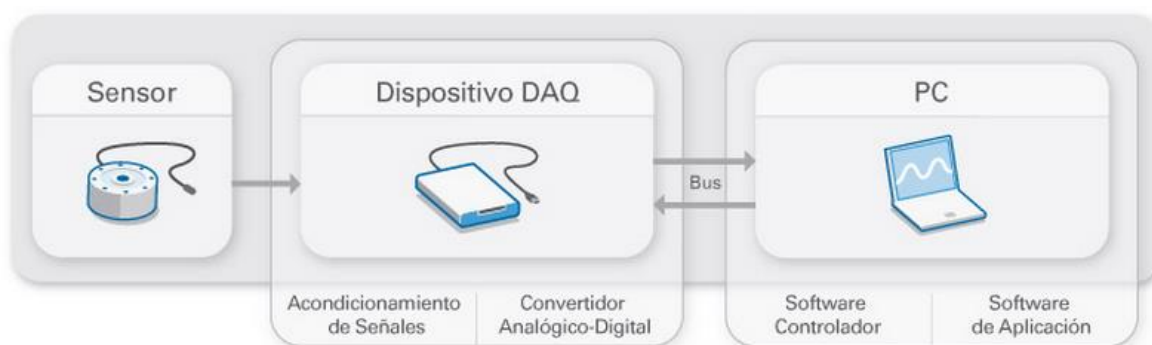 Sensor
Dispositivo DAQ
PC
Bus
Acondicionamiento
de Señales
Convertidor
Analógico-Digital
Software
Controlador
Software
de Aplicación